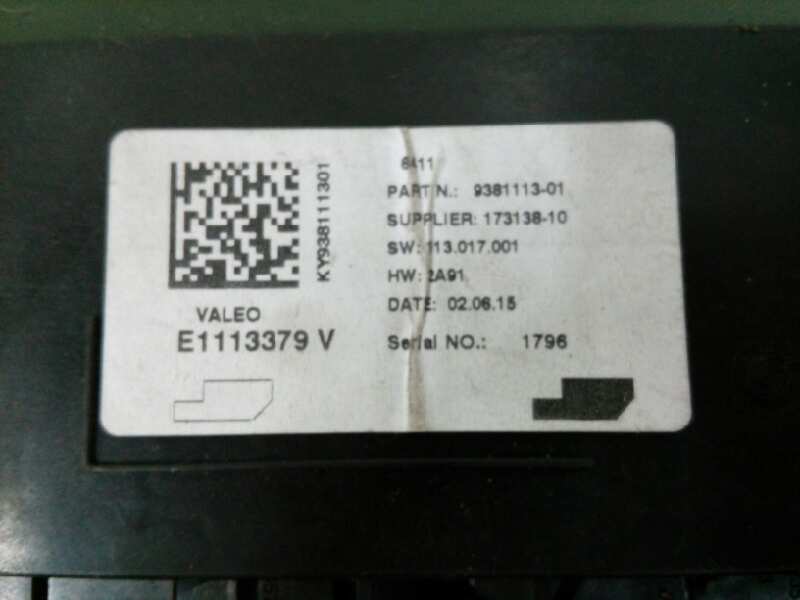 6411
PART N.: 9381113-01
SUPPLIER: 173138-10
SW: 113.017.001
HW: 2A91
DATE: 02.06.15
Serial NO.: 1796
KY938111301
VALEO
E1113379 V